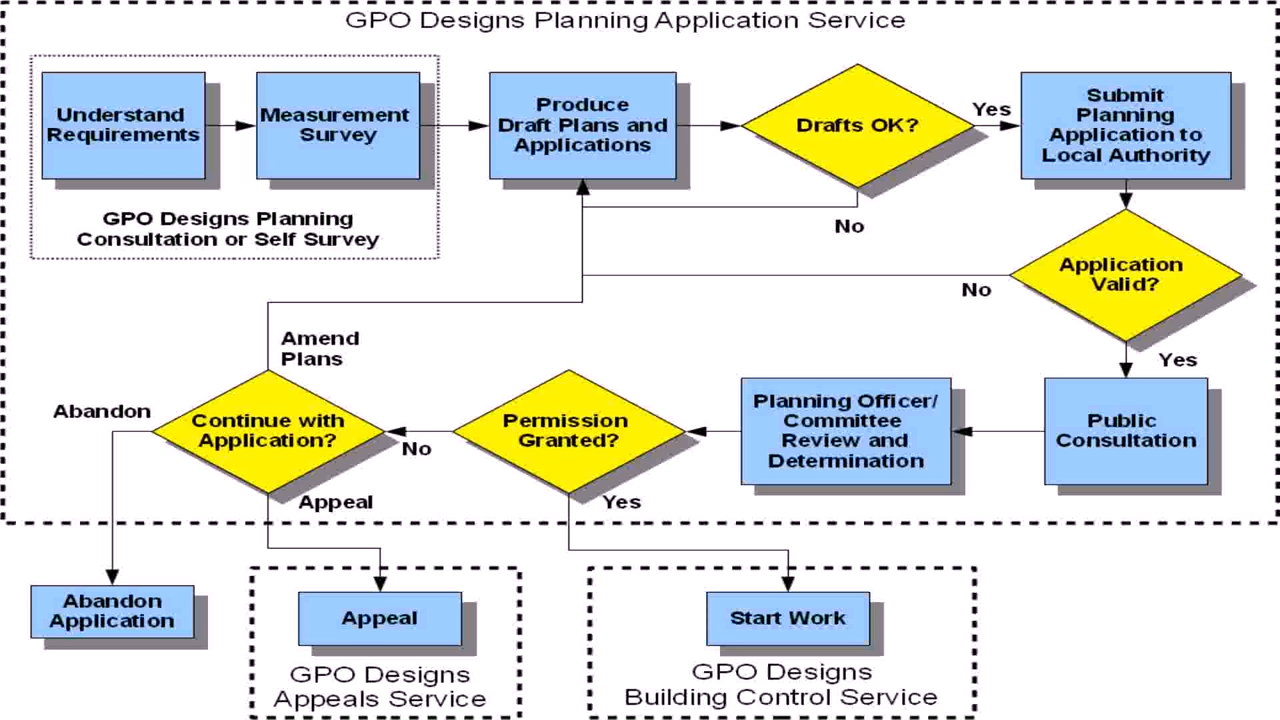 GPO Designs Planning Application Service
Understand
Requirements
Measurement
Survey
GPO Designs Planning
Consultation or Self Survey
Produce
Draft Plans and
Applications
Drafts OK?
Yes
No
Submit
Planning
Application to
Local Authority
Application
Valid?
No
Yes
Public
Consultation
Planning Officer/
Committee
Review and
Determination
Permission
Granted?
No
Yes
Continue with
Application?
Amend
Plans
Abandon
Appeal
Abandon
Application
Appeal
GPO Designs
Appeals Service
Start Work
GPO Designs
Building Control Service